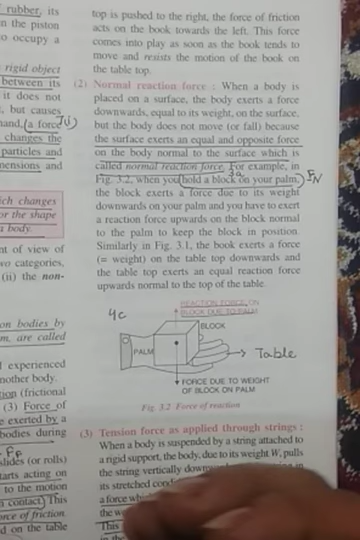 rubber, its
in the piston
to occupy a
rigid object
between its
it does not
, but causes
hand, (a force
changes the
particles and
mensions and
ich changes
or the shape
a body.
nt of view of
wo categories,
(ii) the non-
on bodies by
m, are called
l experienced
nother body.
tion (frictional
(3) Force of
e exerted by a
bodies during
slides (or rolls)
tarts acting on
to the motion
n contact) This
orce of friction.
d on the table
top is pushed to the right, the force of friction
acts on the book towards the left. This force
comes into play as soon as the book tends to
move and resists the motion of the book on
the table top.
(2) Normal reaction force : When a body is
placed on a surface, the body exerts a force
downwards, equal to its weight, on the surface,
but the body does not move (or fall) because
the surface exerts an equal and opposite force
on the body normal to the surface which is
called normal reaction force. For example, in
Fig. 3.2, when you (hold a block on your palm,) FN
the block exerts a force due to its weight
downwards on your palm and you have to exert
a reaction force upwards on the block normal
to the palm to keep the block in position.
Similarly in Fig. 3.1, the book exerts a force
(= weight) on the table top downwards and
the table top exerts an equal reaction force
upwards normal to the top of the table.
REACTION FORCE ON
BLOCK DUE TO PALM
BLOCK
PALM
Table
FORCE DUE TO WEIGHT
OF BLOCK ON PALM
Fig. 3.2 Force of reaction
(3) Tension force as applied through strings :
When a body is suspended by a string attached to
a rigid support, the body, due to its weight W, pulls
the string vertically
its stretched
a force
the
This